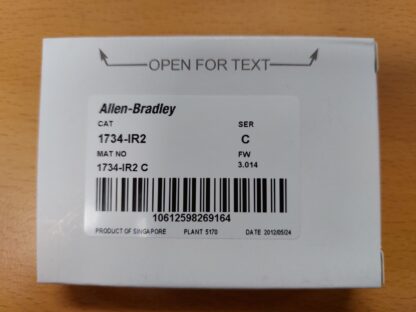 OPEN FOR TEXT
Allen-Bradley
CAT SER
1734-IR2 C
MAT NO FW
1734-IR2 C 3.014
10612598269164
PRODUCT OF SINGAPORE PLANT 5170 DATE 2012/05/24